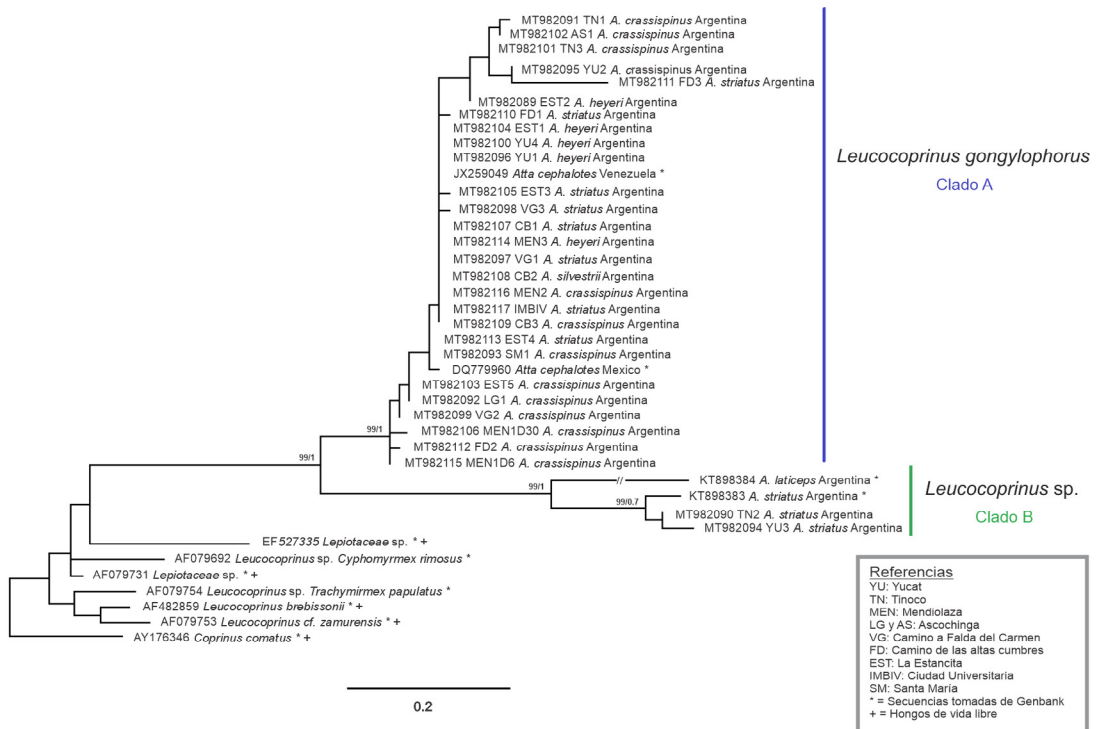 MT982091 TN1 A. crassispinus Argentina
MT982102 AS1 A. crassispinus Argentina
MT982101 TN3 A. crassispinus Argentina
MT982095 YU2 A. crassispinus Argentina
MT982111 FD3 A. striatus Argentina
MT982089 EST2 A. heyeri Argentina
MT982110 FD1 A. striatus Argentina
MT982104 EST1 A. heyeri Argentina
MT982100 YU4 A. heyeri Argentina
MT982096 YU1 A. heyeri Argentina
JX259049 Atta cephalotes Venezuela *
MT982105 EST3 A. striatus Argentina
MT982098 VG3 A. striatus Argentina
MT982107 CB1 A. striatus Argentina
MT982114 MEN3 A. heyeri Argentina
MT982097 VG1 A. striatus Argentina
MT982108 CB2 A. silvestrii Argentina
MT982116 MEN2 A. crassispinus Argentina
MT982117 IMBIV A. striatus Argentina
MT982109 CB3 A. crassispinus Argentina
MT982113 EST4 A. striatus Argentina
MT982093 SM1 A. crassispinus Argentina
DQ779960 Atta cephalotes Mexico *
MT982103 EST5 A. crassispinus Argentina
MT982092 LG1 A. crassispinus Argentina
MT982099 VG2 A. crassispinus Argentina
99/1
MT982106 MEN1D30 A. crassispinus Argentina
MT982112 FD2 A. crassispinus Argentina
MT982115 MEN1D6 A. crassispinus Argentina
Leucocoprinus gongylophorus
Clado A
99/1
99/1
//
KT898384 A. laticeps Argentina *
99/0.7
KT898383 A. striatus Argentina *
MT982090 TN2 A. striatus Argentina
MT982094 YU3 A. striatus Argentina
Leucocoprinus sp.
Clado B
EF527335 Lepiotaceae sp. * +
AF079692 Leucocoprinus sp. Cyphomyrmex rimosus *
AF079731 Lepiotaceae sp. * +
AF079754 Leucocoprinus sp. Trachymirmex papulatus *
AF482859 Leucocoprinus brebissonii * +
AF079753 Leucocoprinus cf. zamurensis * +
AY176346 Coprinus comatus * +
0.2
Referencias
YU: Yucat
TN: Tinoco
MEN: Mendiolaza
LG y AS: Ascochinga
VG: Camino a Falda del Carmen
FD: Camino de las altas cumbres
EST: La Estancita
IMBIV: Ciudad Universitaria
SM: Santa María
* = Secuencias tomadas de Genbank
+ = Hongos de vida libre